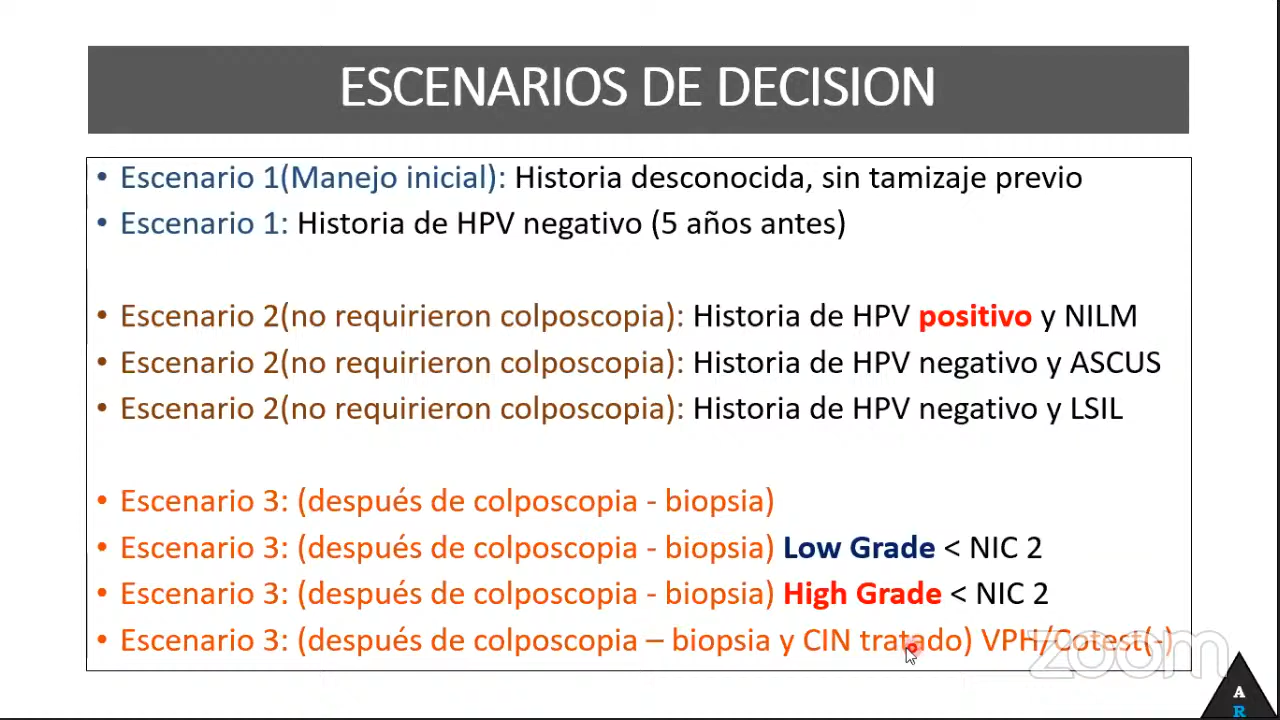 ESCENARIOS DE DECISION
• Escenario 1(Manejo inicial): Historia desconocida, sin tamizaje previo
• Escenario 1: Historia de HPV negativo (5 años antes)
• Escenario 2(no requirieron colposcopia): Historia de HPV positivo y NILM
• Escenario 2(no requirieron colposcopia): Historia de HPV negativo y ASCUS
• Escenario 2(no requirieron colposcopia): Historia de HPV negativo y LSIL
• Escenario 3: (después de colposcopia - biopsia)
• Escenario 3: (después de colposcopia - biopsia) Low Grade < NIC 2
• Escenario 3: (después de colposcopia - biopsia) High Grade < NIC 2
• Escenario 3: (después de colposcopia – biopsia y CIN tratado) VPH/Cotest(-)
zoom
A
R